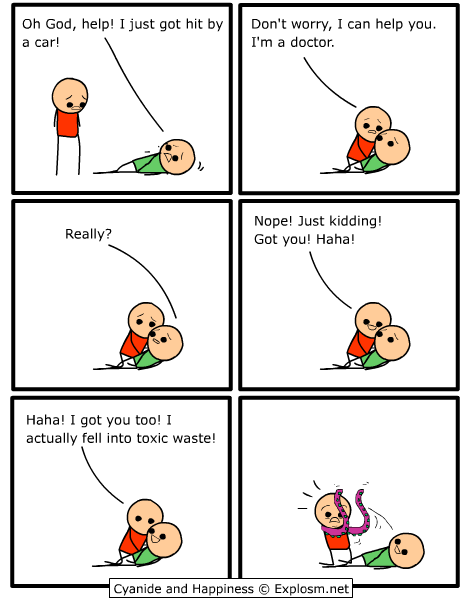 Oh God, help! I just got hit by
a car!
Don't worry, I can help you.
I'm a doctor.
Really?
Nope! Just kidding!
Got you! Haha!
Haha! I got you too! I
actually fell into toxic waste!
Cyanide and Happiness © Explosm.net